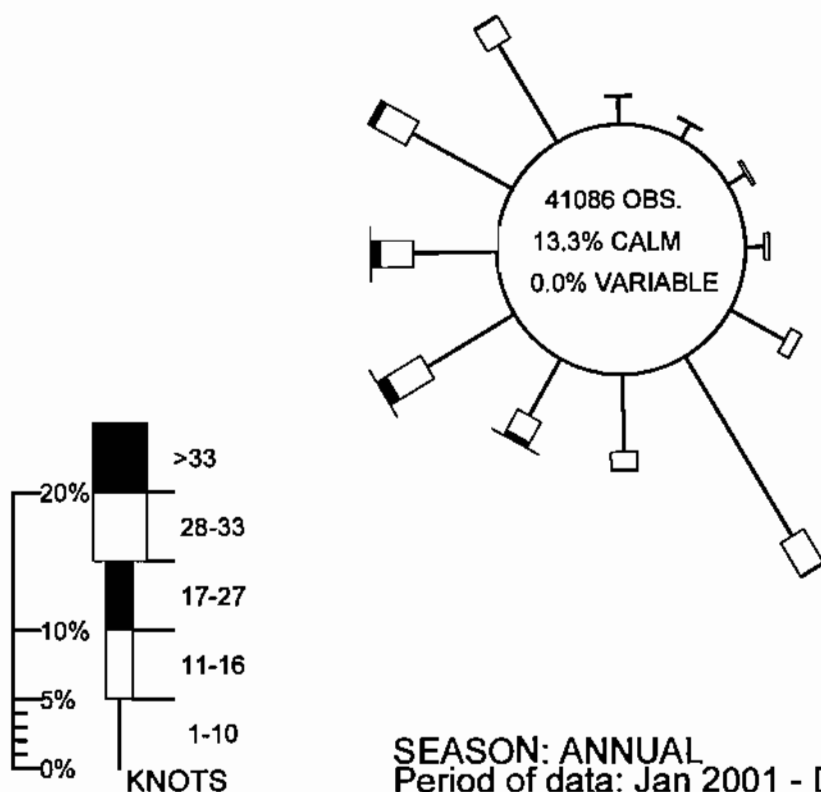 41086 OBS.
13.3% CALM
0.0% VARIABLE
>33
20%
28-33
17-27
10%
11-16
5%
1-10
0%
KNOTS
SEASON: ANNUAL
Period of data: Jan 2001 - D